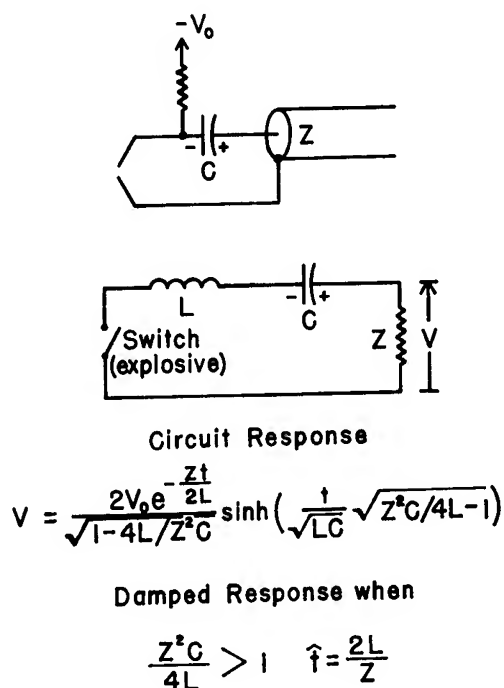 -V₀
- C +
Z
L
- C +
Switch
(explosive)
Z
V
Circuit Response
V = 2V₀e^(-Zt/2L) / √(1-4L/Z²C) sinh(t/√(LC) √(Z²C/4L-1))
Damped Response when
Z²C/4L > 1 t̂ = 2L/Z